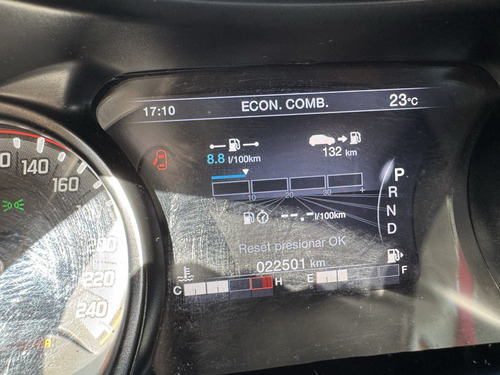 17:10 ECON. COMB. 23°C
8.8 l/100km 132 km
10 20 30 +
--.- l/100km
Reset presionar OK
022501 km
C H E F
P
R
N
D
140
160
180
220
240